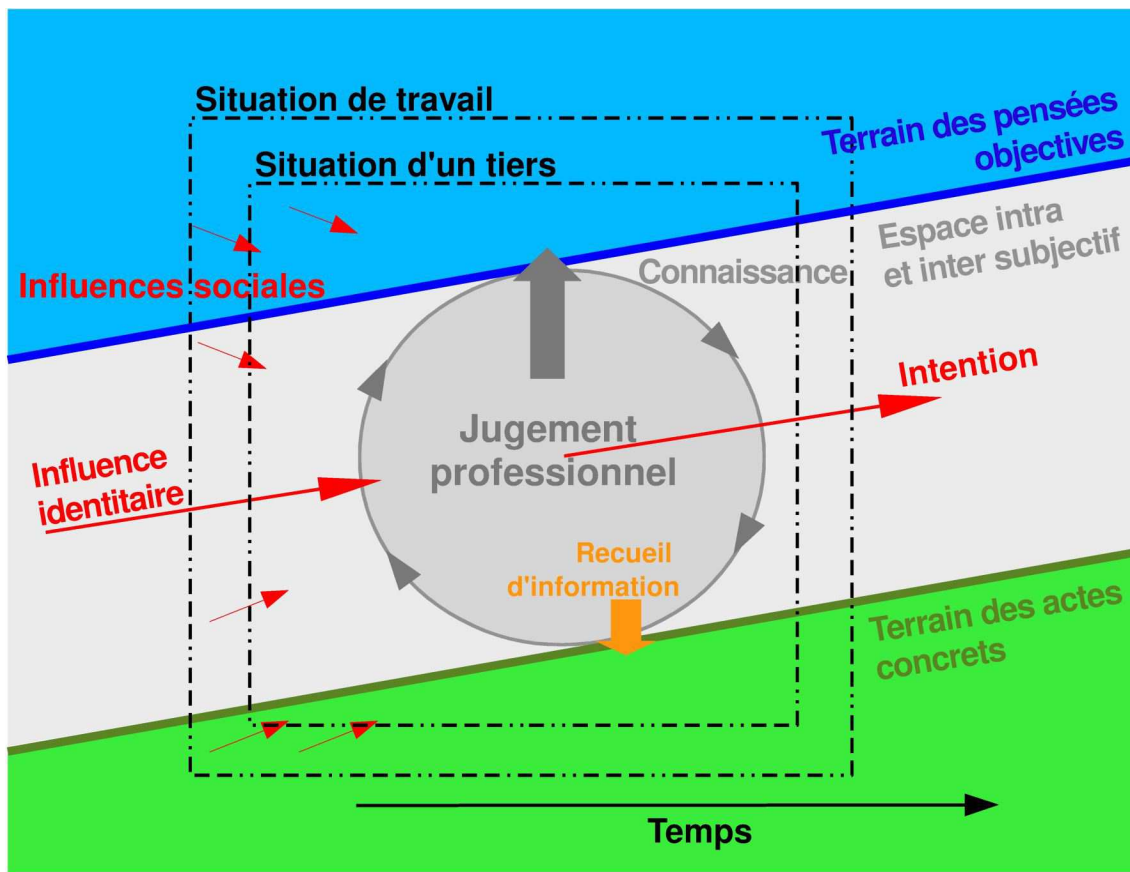 Situation de travail
Situation d'un tiers
Terrain des pensées
objectives
Espace intra
et inter subjectif
Connaissance
Influences sociales
Intention
Jugement
professionnel
Influence
identitaire
Recueil
d'information
Terrain des actes
concrets
Temps